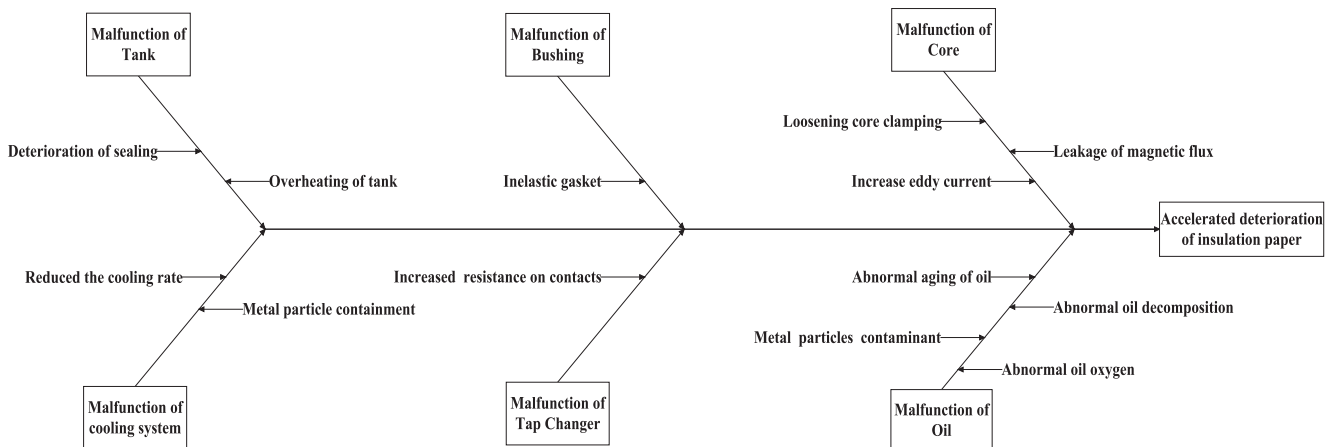 Malfunction of
Tank
Malfunction of
Bushing
Malfunction of
Core
Loosening core clamping
Deterioration of sealing
Leakage of magnetic flux
Overheating of tank
Inelastic gasket
Increase eddy current
Accelerated deterioration
of insulation paper
Reduced the cooling rate
Increased resistance on contacts
Abnormal aging of oil
Metal particle containment
Abnormal oil decomposition
Metal particles contaminant
Abnormal oil oxygen
Malfunction of
cooling system
Malfunction of
Tap Changer
Malfunction of
Oil